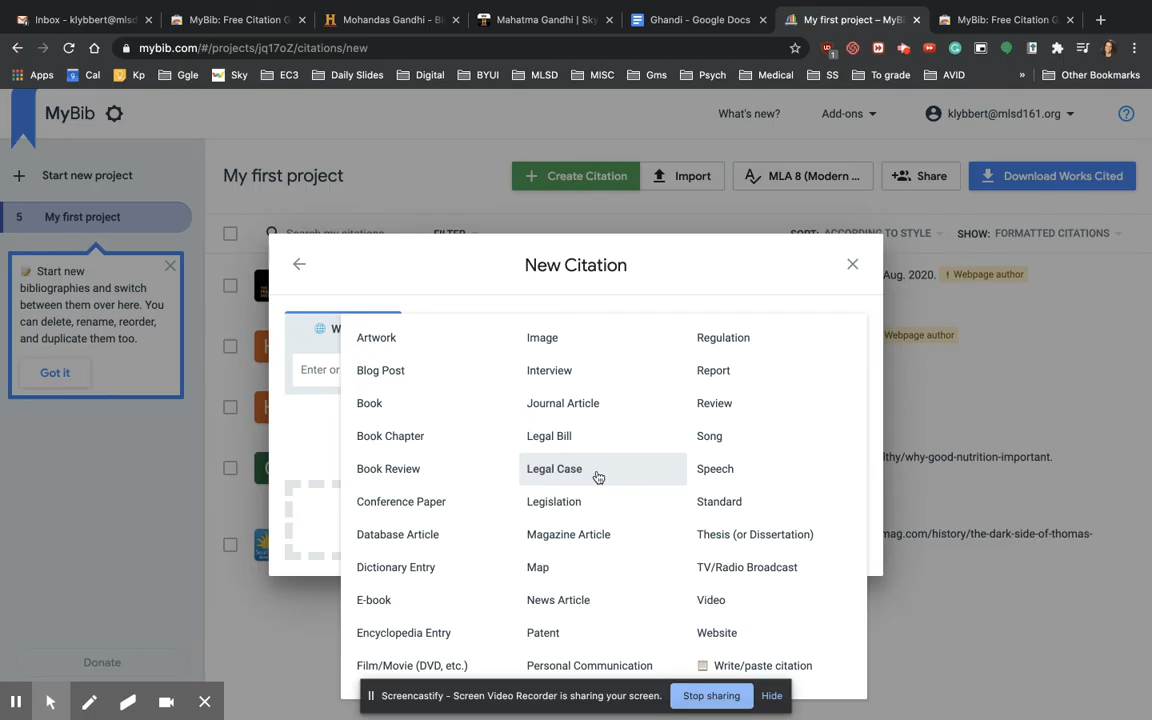 Inbox - klybbert@mlsd
MyBib: Free Citation G
Mohandas Gandhi - Bi
Mahatma Gandhi | Sky
Ghandi - Google Docs
My first project – MyBi
MyBib: Free Citation G
mybib.com/#/projects/jq17oZ/citations/new
1
Apps
9 Cal
Kp
Ggle
Sky
EC3
Daily Slides
Digital
BYUI
MLSD
MISC
Gms
Psych
Medical
SS
To grade
AVID
»
Other Bookmarks
MyBib
What's new?
Add-ons
klybbert@mlsd161.org
?
+ Start new project
My first project
+ Create Citation
Import
MLA 8 (Modern ...
Share
Download Works Cited
5 My first project
Search my citations
FILTER
SORT: ACCORDING TO STYLE
SHOW: FORMATTED CITATIONS
Start new
bibliographies and switch
between them over here. You
can delete, rename, reorder,
and duplicate them too.
Got it
New Citation
Aug. 2020.
! Webpage author
Webpage author
lthy/why-good-nutrition-important.
mag.com/history/the-dark-side-of-thomas-
W
Enter or
Artwork
Image
Regulation
Blog Post
Interview
Report
Book
Journal Article
Review
Book Chapter
Legal Bill
Song
Book Review
Legal Case
Speech
Conference Paper
Legislation
Standard
Database Article
Magazine Article
Thesis (or Dissertation)
Dictionary Entry
Map
TV/Radio Broadcast
E-book
News Article
Video
Encyclopedia Entry
Patent
Website
Film/Movie (DVD, etc.)
Personal Communication
Write/paste citation
Donate
Screencastify - Screen Video Recorder is sharing your screen.
Stop sharing
Hide